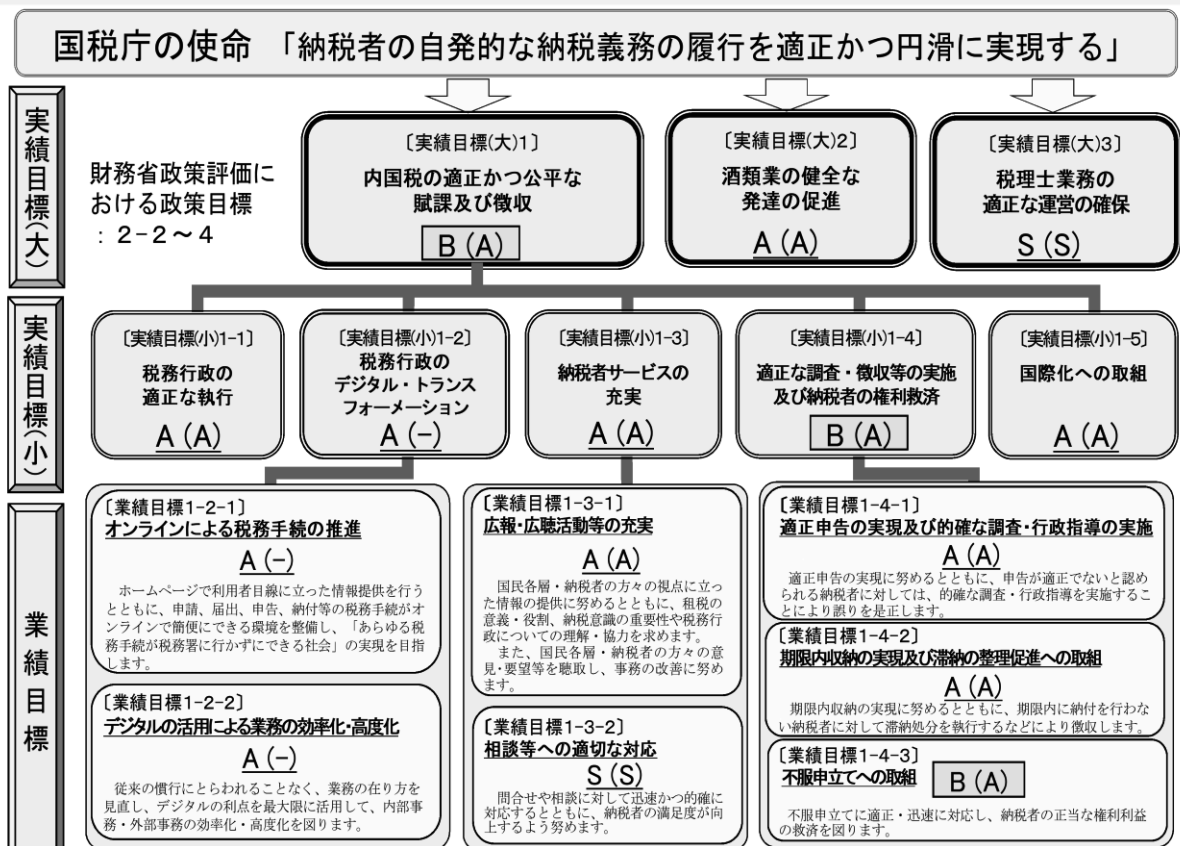 国税庁の使命 「納税者の自発的な納税義務の履行を適正かつ円滑に実現する」
実績目標(大)
財務省政策評価に
おける政策目標
：2-2～4
〔実績目標(大)1〕
内国税の適正かつ公平な
賦課及び徴収
B (A)
〔実績目標(大)2〕
酒類業の健全な
発達の促進
A (A)
〔実績目標(大)3〕
税理士業務の
適正な運営の確保
S (S)
実績目標(小)
〔実績目標(小)1-1〕
税務行政の
適正な執行
A (A)
〔実績目標(小)1-2〕
税務行政の
デジタル・トランス
フォーメーション
A (-)
〔実績目標(小)1-3〕
納税者サービスの
充実
A (A)
〔実績目標(小)1-4〕
適正な調査・徴収等の実施
及び納税者の権利救済
B (A)
〔実績目標(小)1-5〕
国際化への取組
A (A)
業績目標
〔業績目標1-2-1〕
オンラインによる税務手続の推進
A (-)
ホームページで利用者目線に立った情報提供を行う
とともに、申請、届出、申告、納付等の税務手続がオ
ンラインで簡便にできる環境を整備し、「あらゆる税
務手続が税務署に行かずにできる社会」の実現を目指
します。
〔業績目標1-2-2〕
デジタルの活用による業務の効率化・高度化
A (-)
従来の慣行にとらわれることなく、業務の在り方を
見直し、デジタルの利点を最大限に活用して、内部事
務・外部事務の効率化・高度化を図ります。
〔業績目標1-3-1〕
広報・広聴活動等の充実
A (A)
国民各層・納税者の方々の視点に立っ
た情報の提供に努めるとともに、租税の
意義・役割、納税意識の重要性や税務行
政についての理解・協力を求めます。
また、国民各層・納税者の方々の意
見・要望等を聴取し、事務の改善に努め
ます。
〔業績目標1-3-2〕
相談等への適切な対応
S (S)
問合せや相談に対して迅速かつ的確に
対応するとともに、納税者の満足度が向
上するよう努めます。
〔業績目標1-4-1〕
適正申告の実現及び的確な調査・行政指導の実施
A (A)
適正申告の実現に努めるとともに、申告が適正でないと認め
られる納税者に対しては、的確な調査・行政指導を実施するこ
とにより誤りを是正します。
〔業績目標1-4-2〕
期限内収納の実現及び滞納の整理促進への取組
A (A)
期限内収納の実現に努めるとともに、期限内に納付を行わな
い納税者に対して滞納処分を執行するなどにより徴収します。
〔業績目標1-4-3〕
不服申立てへの取組
B (A)
不服申立てに適正・迅速に対応し、納税者の正当な権利利益
の救済を図ります。